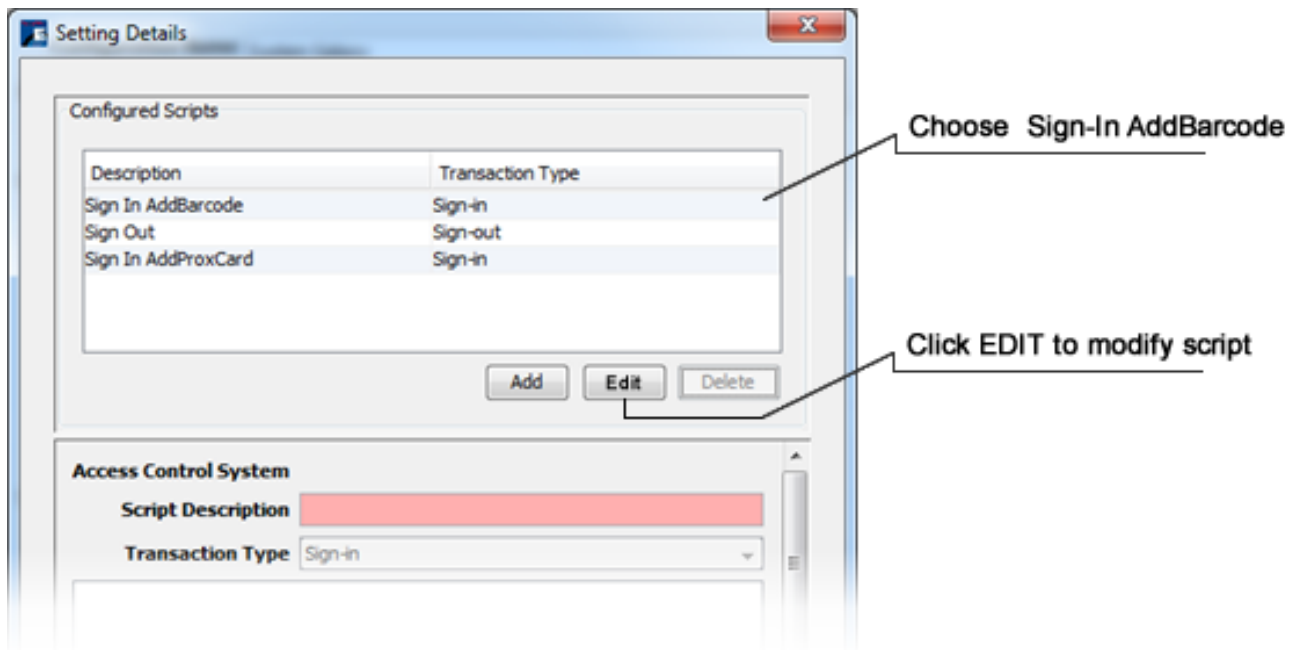 Setting Details
Configured Scripts
Choose Sign-In AddBarcode
Description Transaction Type
Sign In AddBarcode Sign-in
Sign Out Sign-out
Sign In AddProxCard Sign-in
Click EDIT to modify script
Add Edit Delete
Access Control System
Script Description
Transaction Type Sign-in